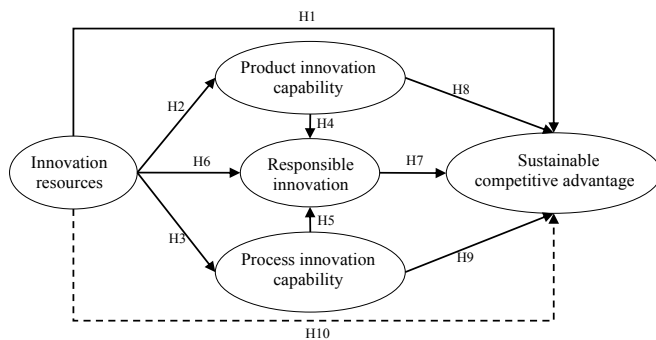 H1
Product innovation
capability
H2
H8
H4
Innovation
resources
H6
Responsible
innovation
H7
Sustainable
competitive advantage
H3
H5
Process innovation
capability
H9
H10